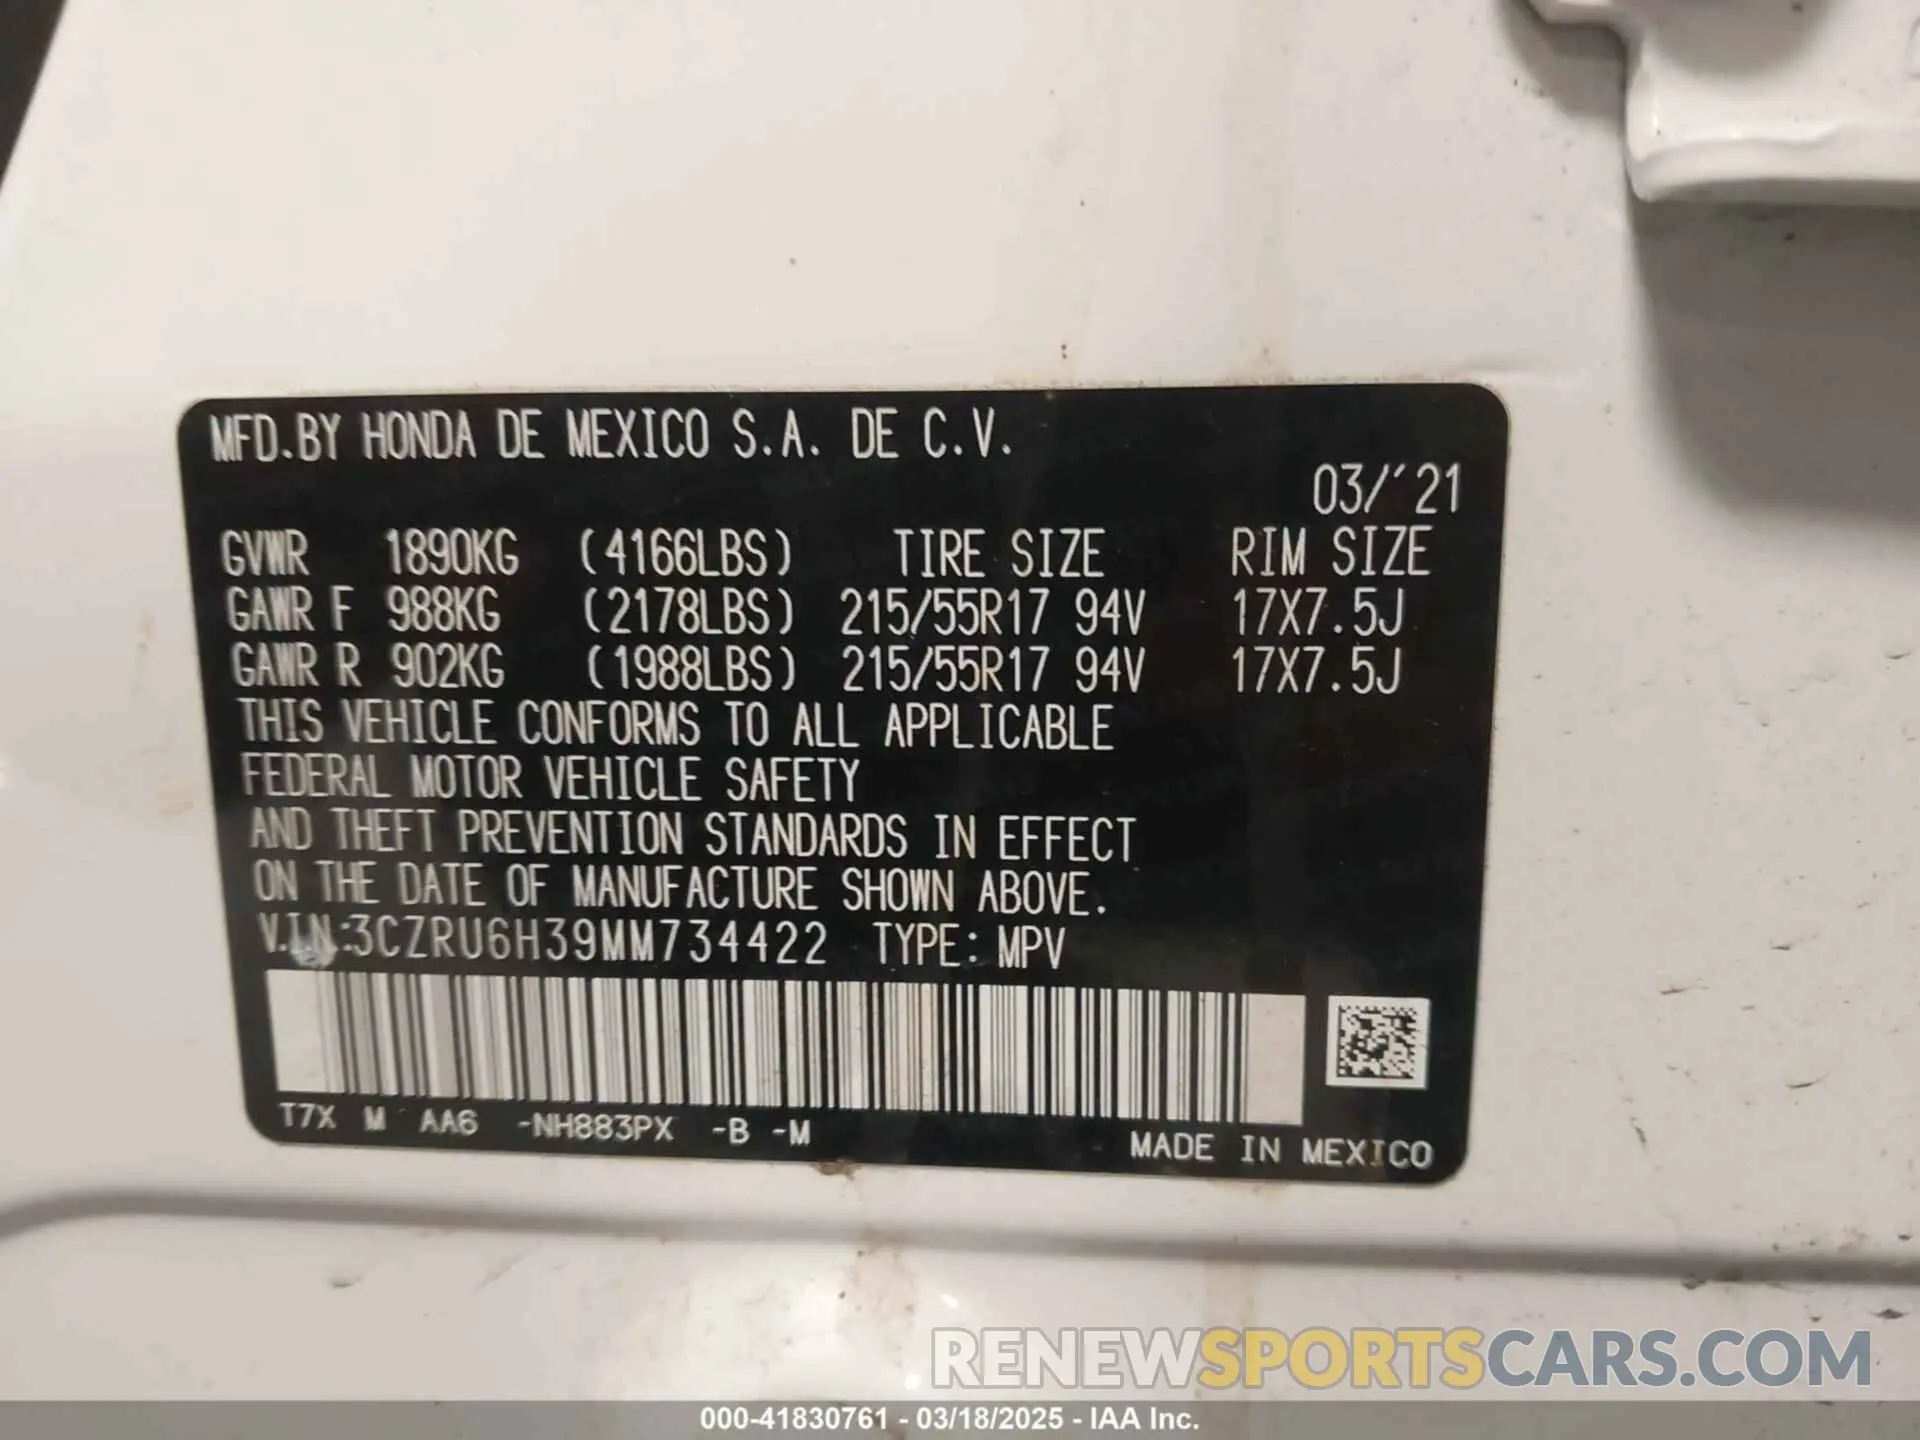 MFD.BY HONDA DE MEXICO S.A. DE C.V.
03/'21
GVWR 1890KG (4166LBS) TIRE SIZE RIM SIZE
GAWR F 988KG (2178LBS) 215/55R17 94V 17X7.5J
GAWR R 902KG (1988LBS) 215/55R17 94V 17X7.5J
THIS VEHICLE CONFORMS TO ALL APPLICABLE
FEDERAL MOTOR VEHICLE SAFETY
AND THEFT PREVENTION STANDARDS IN EFFECT
ON THE DATE OF MANUFACTURE SHOWN ABOVE.
V.I.N.:3CZRU6H39MM734422 TYPE: MPV
T7X M AA6 -NH883PX -B -M
MADE IN MEXICO
RENEWSPORTSCARS.COM
000-41830761 - 03/18/2025 - IAA Inc.